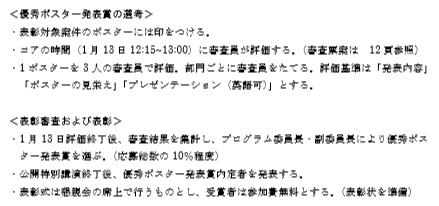 ＜優秀ポスター発表賞の選考＞
・表彰対象案件のポスターには印をつける。
・コアの時間（1月13日12:15~13:00）に審査員が評価する。（審査票案は　12頁参照）
・1ポスターを3人の審査員で評価。部門ごとに審査員をたてる。評価基準は「発表内容」
「ポスターの見栄え」「プレゼンテーション（英語可）」とする。
＜表彰審査および表彰＞
・1月13日評価終了後、審査結果を集計し、プログラム委員長・副委員長により優秀ポ
スター発表賞を選ぶ。（応募総数の10％程度）
・公開特別講演終了後、優秀ポスター発表賞内定者を発表する。
・表彰式は懇親会の席上で行うものとし、受賞者は参加費無料とする。（表彰状を準備）